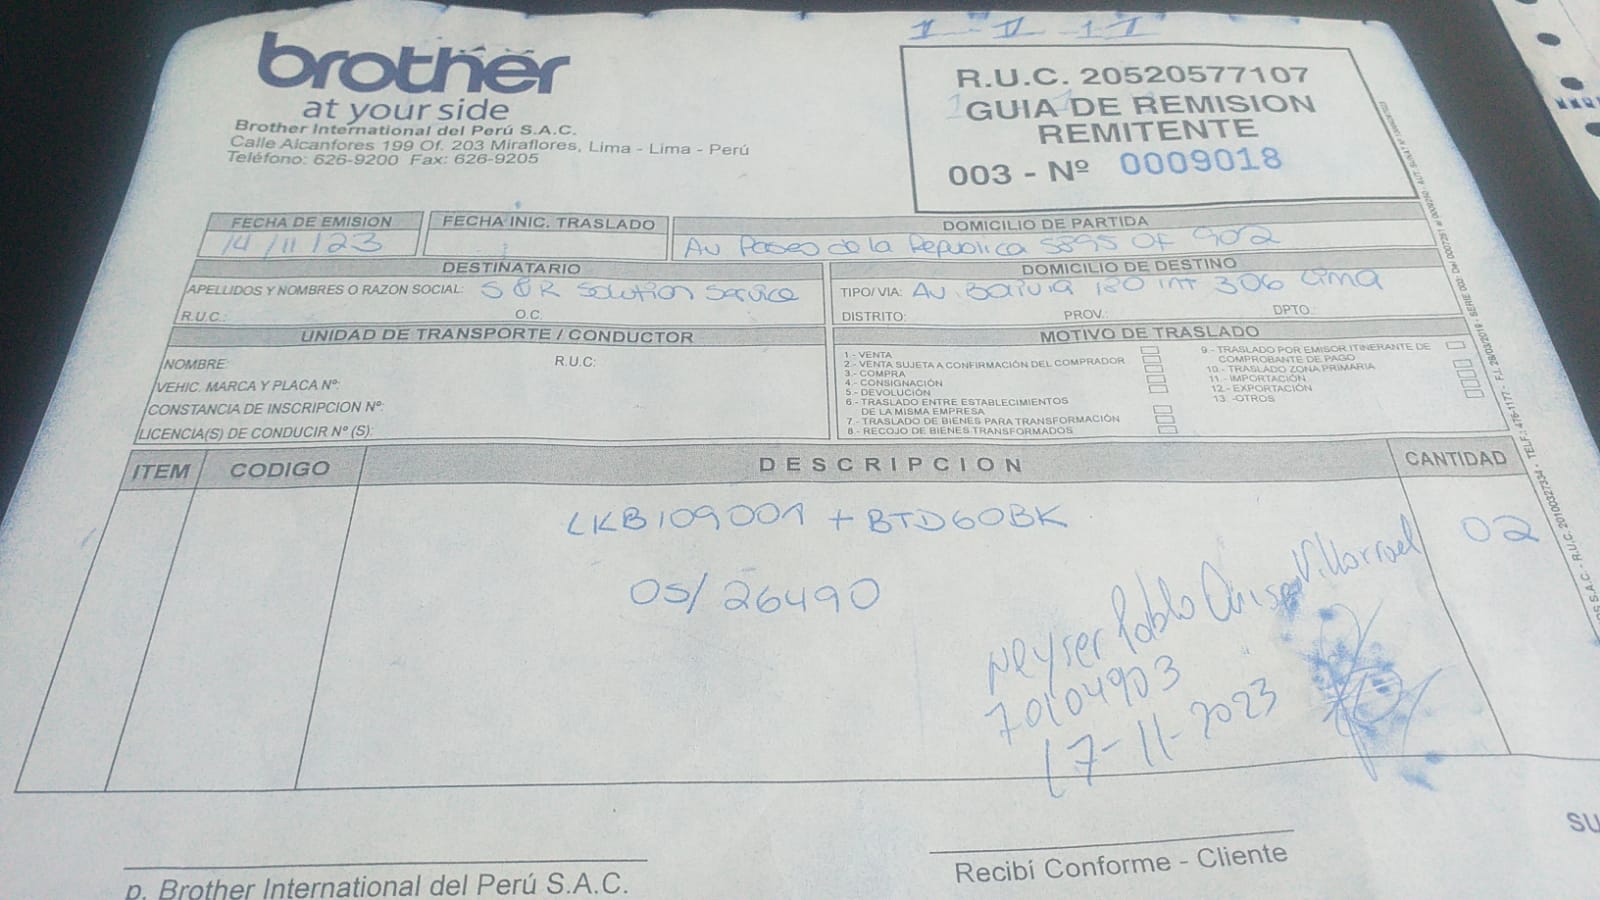 1 - 11 - 11
brother
at your side
Brother International del Perú S.A.C.
Calle Alcanfores 199 Of. 203 Miraflores, Lima - Lima - Perú
Teléfono: 626-9200 Fax: 626-9205
R.U.C. 20520577107
GUIA DE REMISION
REMITENTE
003 - Nº 0009018
FECHA DE EMISION
14/11/23
FECHA INIC. TRASLADO
DOMICILIO DE PARTIDA
Av Paseo de la Republica 5895 Of 902
DESTINATARIO
APELLIDOS Y NOMBRES O RAZON SOCIAL: S & R Solution Service
R.U.C.: O.C.
DOMICILIO DE DESTINO
TIPO/ VIA: Av. Bolivia 180 int 306 Lima
DISTRITO: PROV.: DPTO.
UNIDAD DE TRANSPORTE / CONDUCTOR
NOMBRE: R.U.C:
VEHIC. MARCA Y PLACA Nº:
CONSTANCIA DE INSCRIPCION Nº:
LICENCIA(S) DE CONDUCIR Nº (S):
MOTIVO DE TRASLADO
1 - VENTA
2 - VENTA SUJETA A CONFIRMACIÓN DEL COMPRADOR
3 - COMPRA
4 - CONSIGNACIÓN
5 - DEVOLUCIÓN
6 - TRASLADO ENTRE ESTABLECIMIENTOS
DE LA MISMA EMPRESA
7 - TRASLADO DE BIENES PARA TRANSFORMACIÓN
8 - RECOJO DE BIENES TRANSFORMADOS
9 - TRASLADO POR EMISOR ITINERANTE DE
COMPROBANTE DE PAGO
10 - TRASLADO ZONA PRIMARIA
11 - IMPORTACIÓN
12 - EXPORTACIÓN
13 -OTROS
ITEM CODIGO DESCRIPCION CANTIDAD
LKB109001 + BTD60BK 02
OS/ 26490
Neyser Pablo Quispe Villarroel
70104903
17-11-2023
p. Brother International del Perú S.A.C.
Recibí Conforme - Cliente
SU